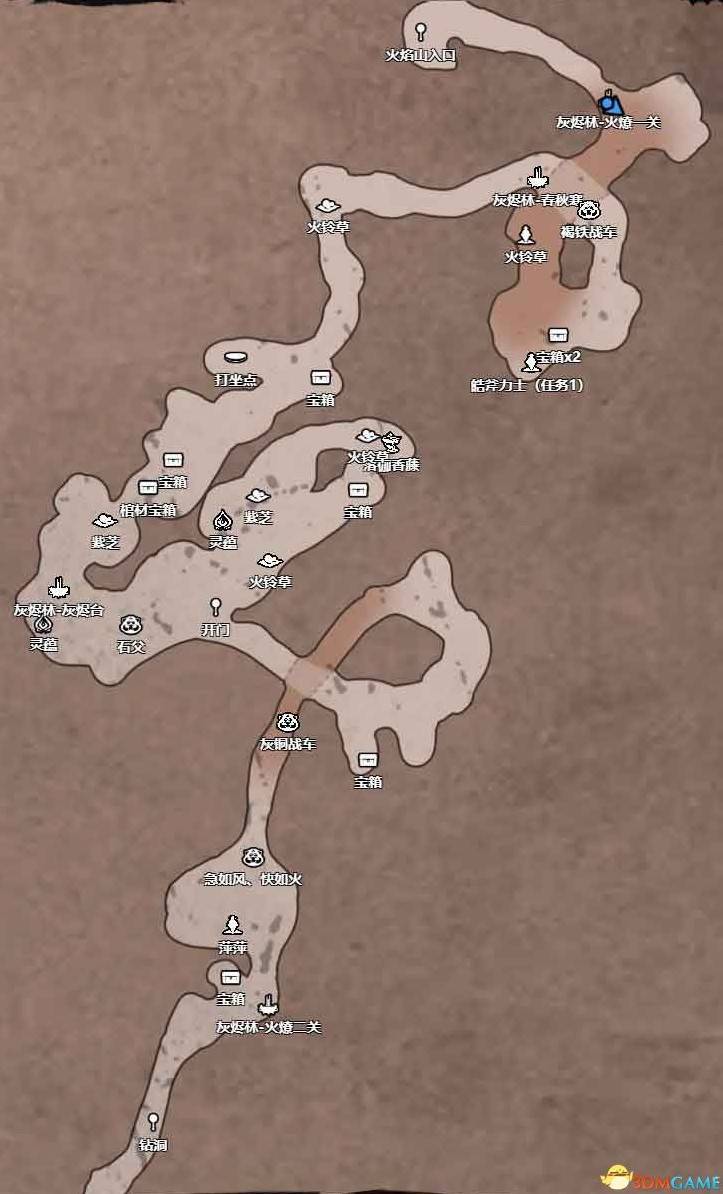 火焰山入口
灰烬林-火燎一关
灰烬林-春秋寨
褐铁战车
火铃草
火铃草
宝箱x2
皓斧力士（任务1）
打坐点
宝箱
火铃草
洛伽香藤
宝箱
棺材宝箱
宝箱
紫芝
灵蕴
紫芝
火铃草
灰烬林-灰烬台
灵蕴
石父
开门
灰铜战车
宝箱
急如风、快如火
萍萍
宝箱
灰烬林-火燎二关
钻洞
3DMGAME